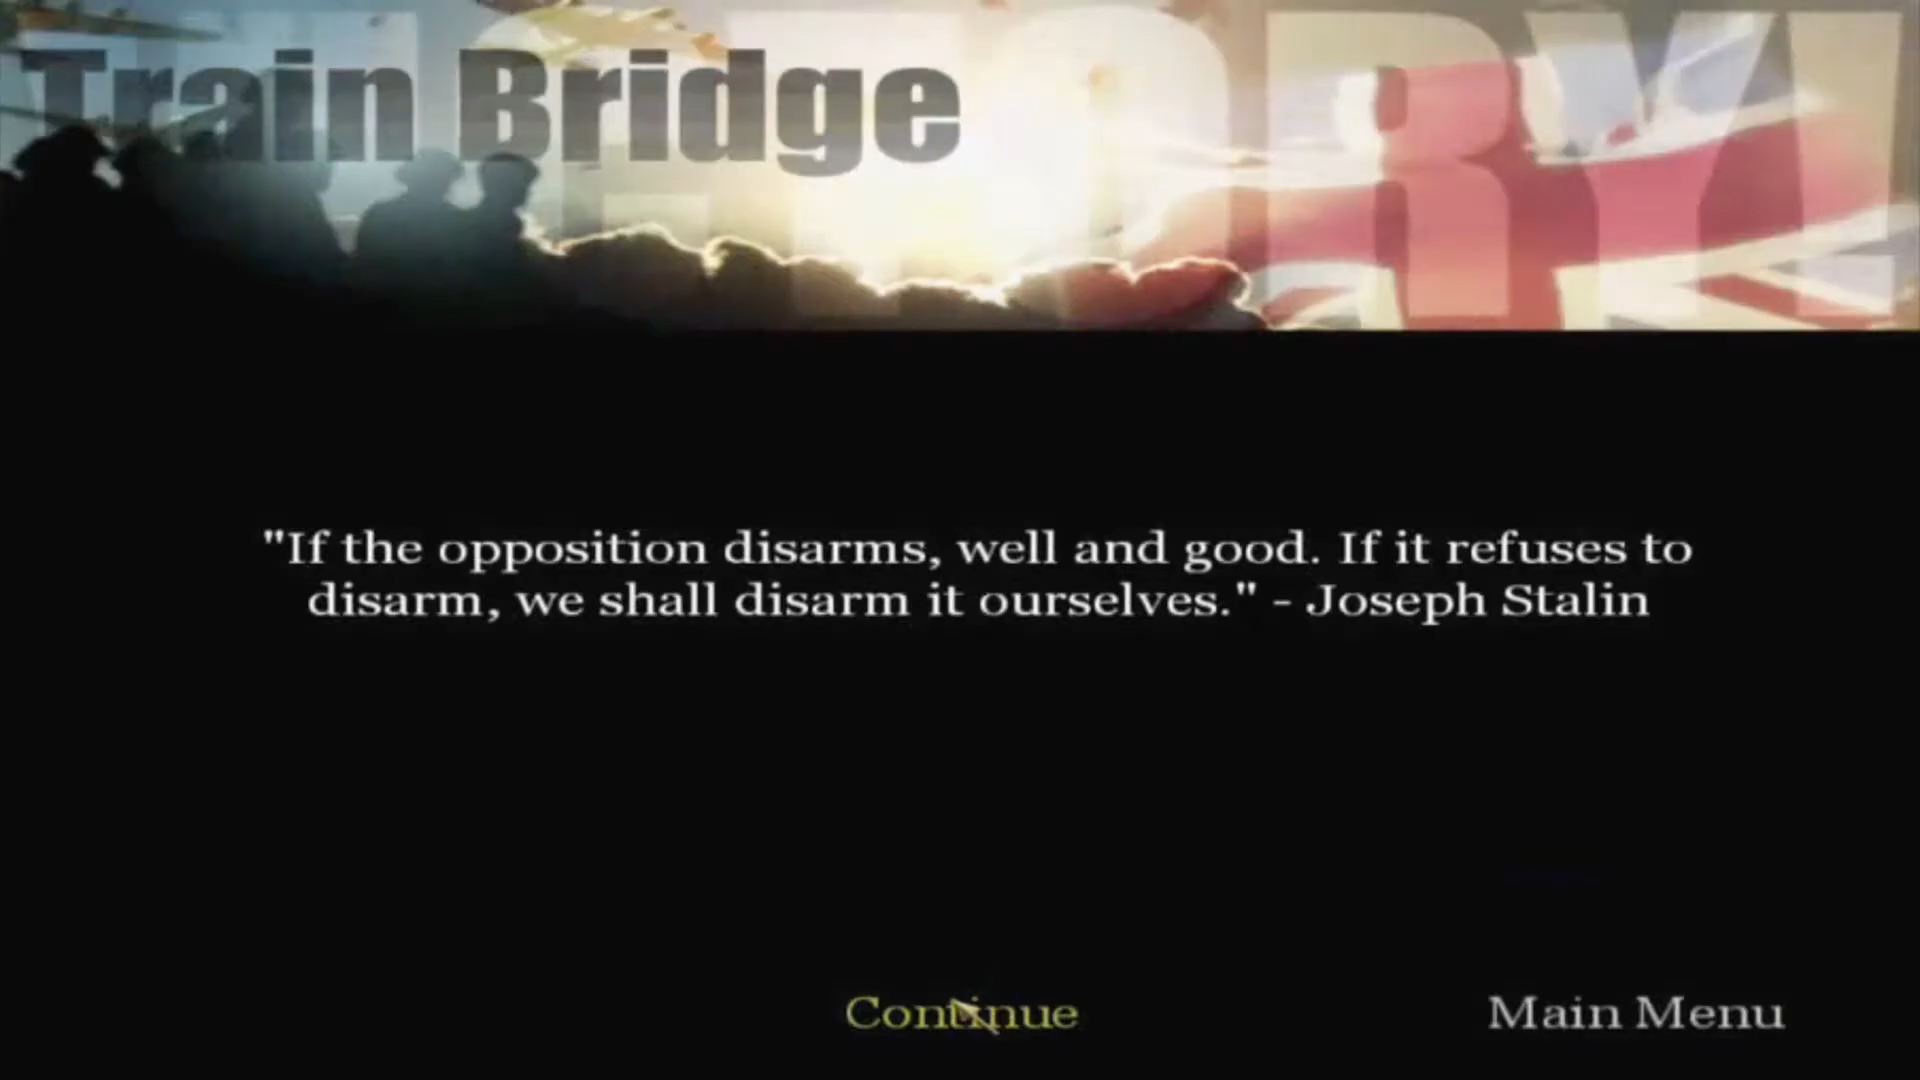 Train Bridge
"If the opposition disarms, well and good. If it refuses to
disarm, we shall disarm it ourselves." - Joseph Stalin
Continue
Main Menu